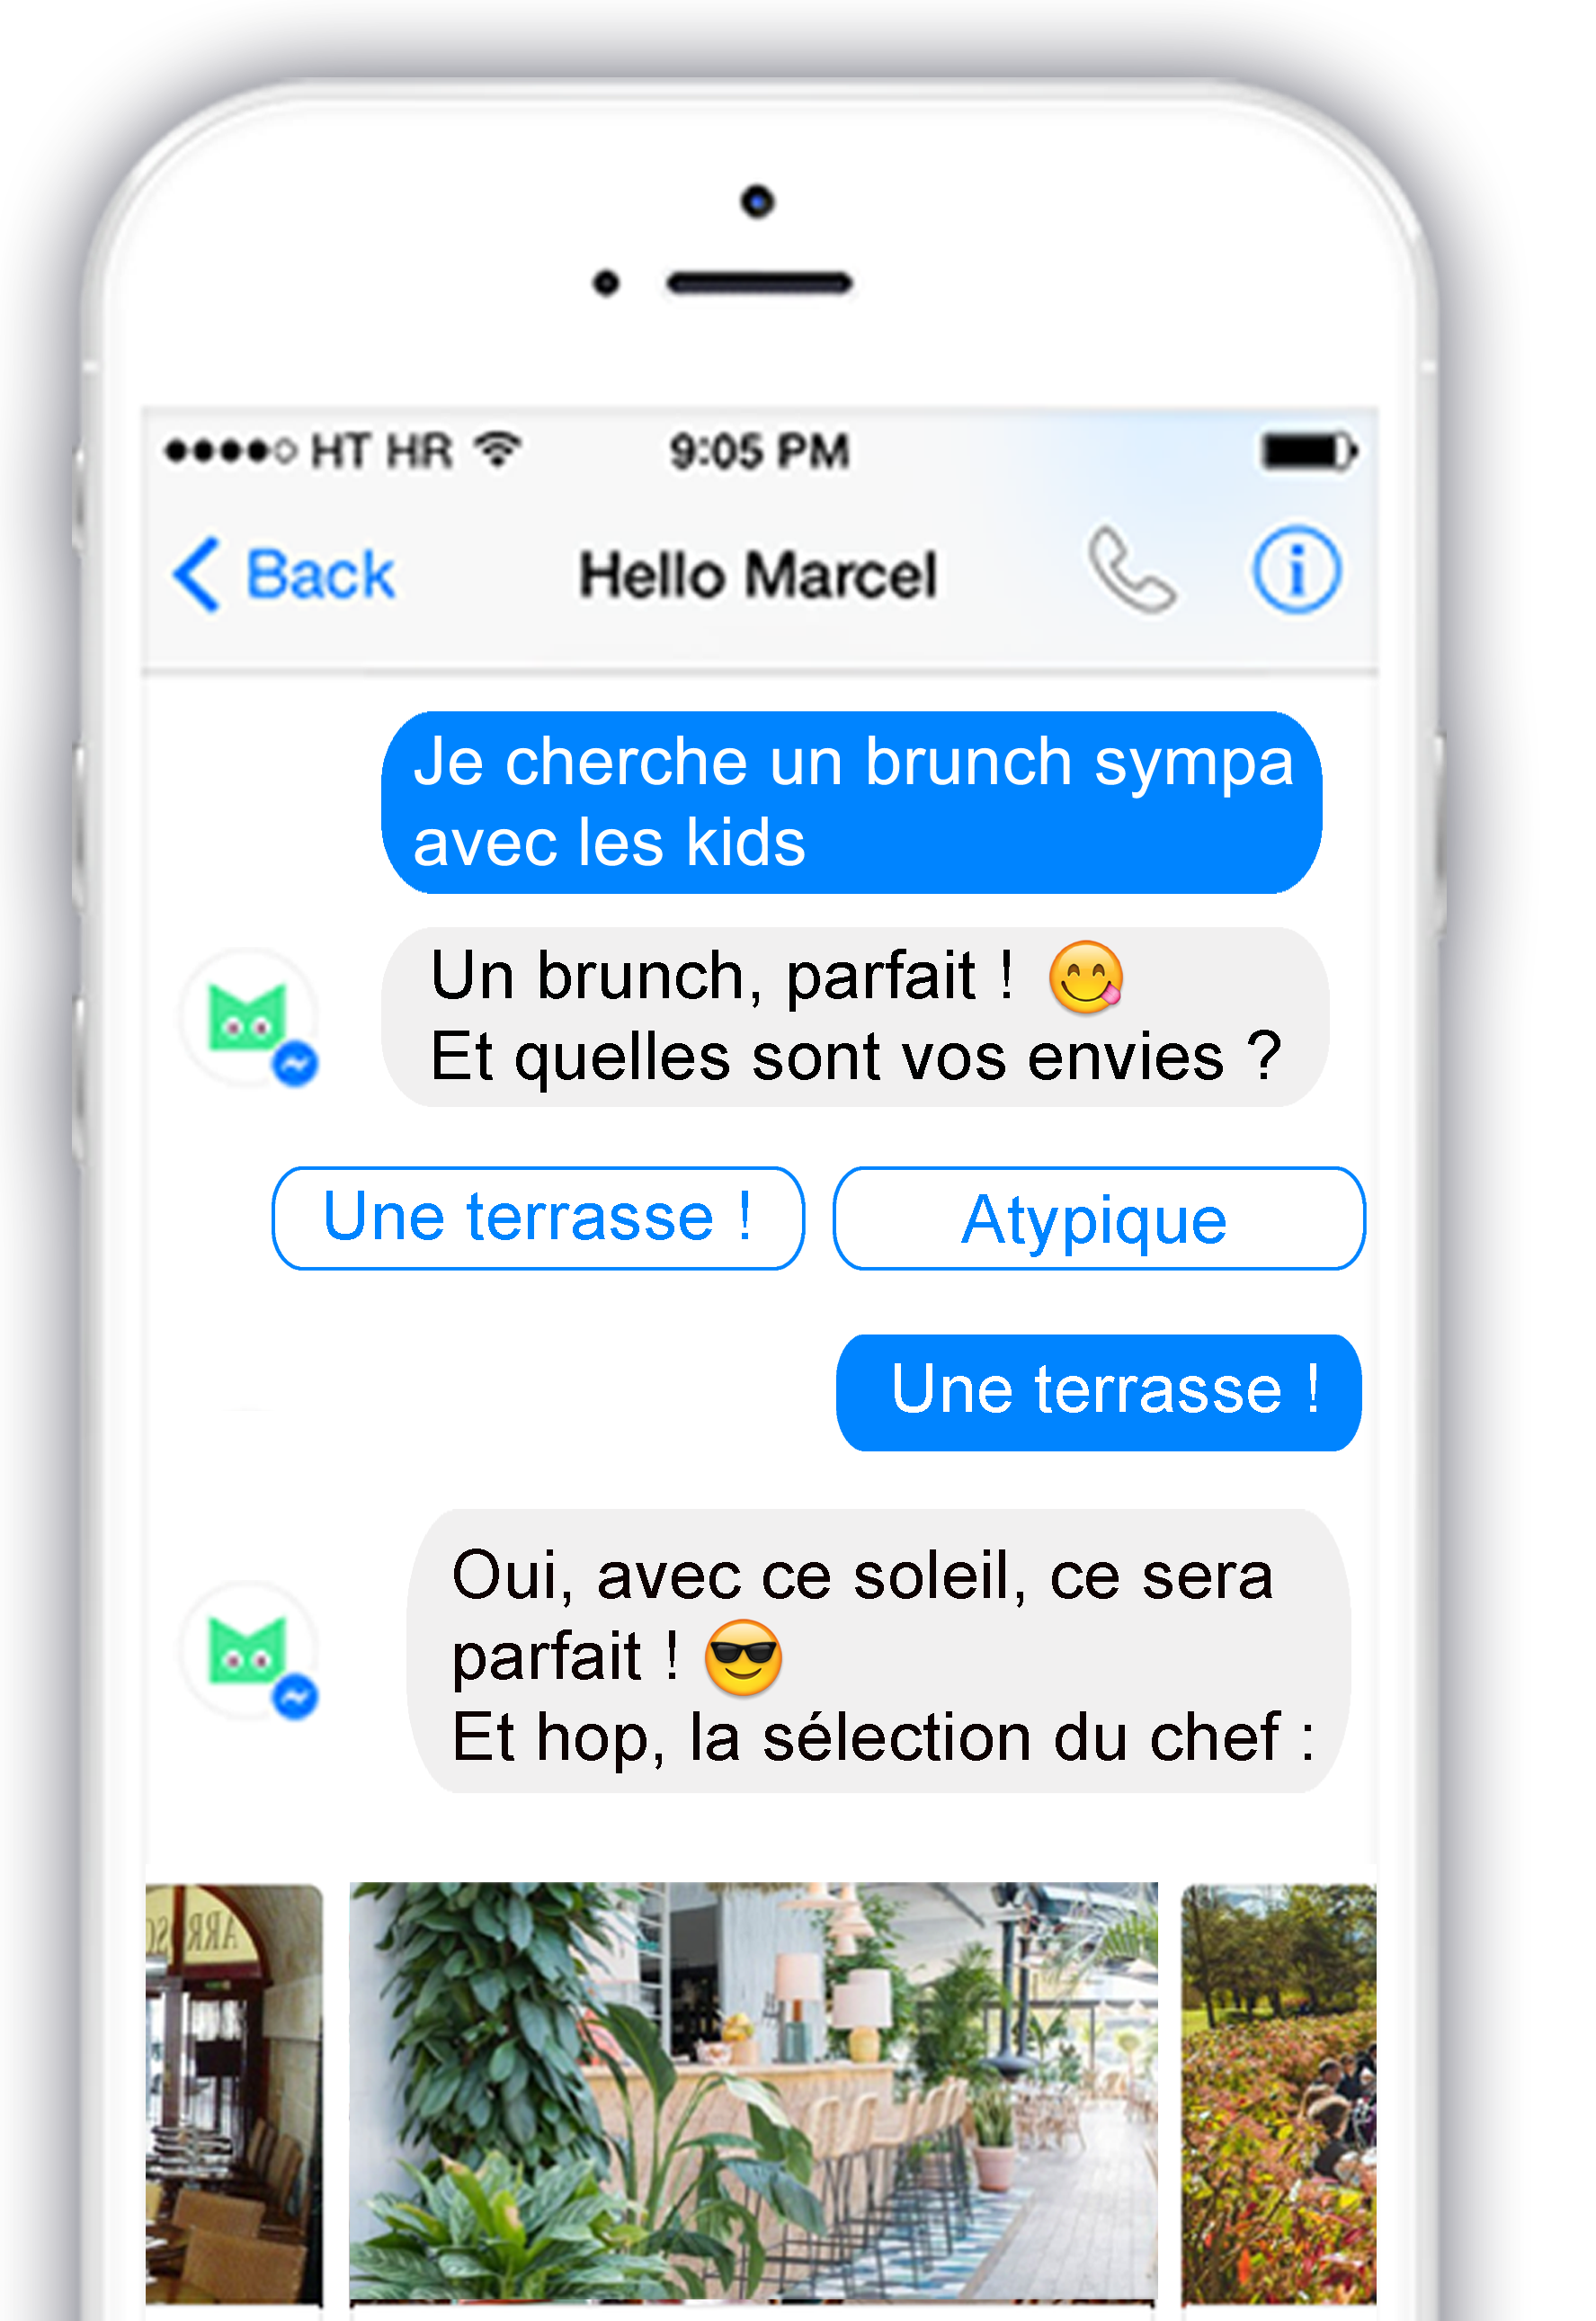 HT HR 9:05 PM
Back Hello Marcel
Je cherche un brunch sympa
avec les kids
Un brunch, parfait ! 😋
Et quelles sont vos envies ?
Une terrasse ! Atypique
Une terrasse !
Oui, avec ce soleil, ce sera
parfait ! 😎
Et hop, la sélection du chef :